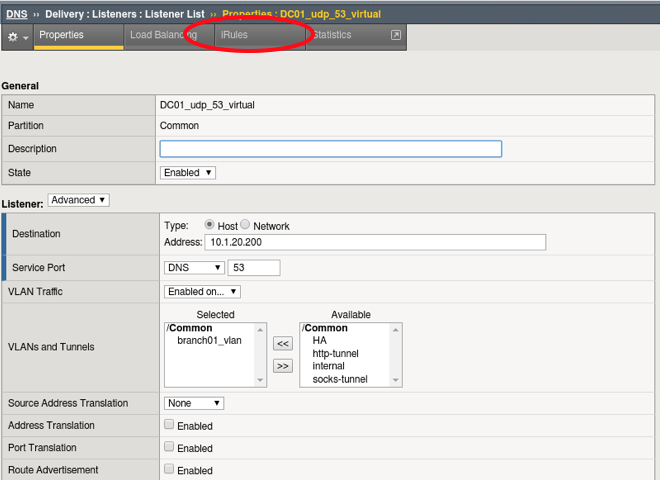 DNS ›› Delivery : Listeners : Listener List ›› Properties : DC01_udp_53_virtual
Properties Load Balancing iRules Statistics
General
Name DC01_udp_53_virtual
Partition Common
Description
State Enabled
Listener: Advanced
Destination Type: Host Network
Address: 10.1.20.200
Service Port DNS 53
VLAN Traffic Enabled on...
VLANs and Tunnels
Selected Available
/Common /Common
branch01_vlan HA
http-tunnel
<< >>
internal
socks-tunnel
Source Address Translation None
Address Translation Enabled
Port Translation Enabled
Route Advertisement Enabled